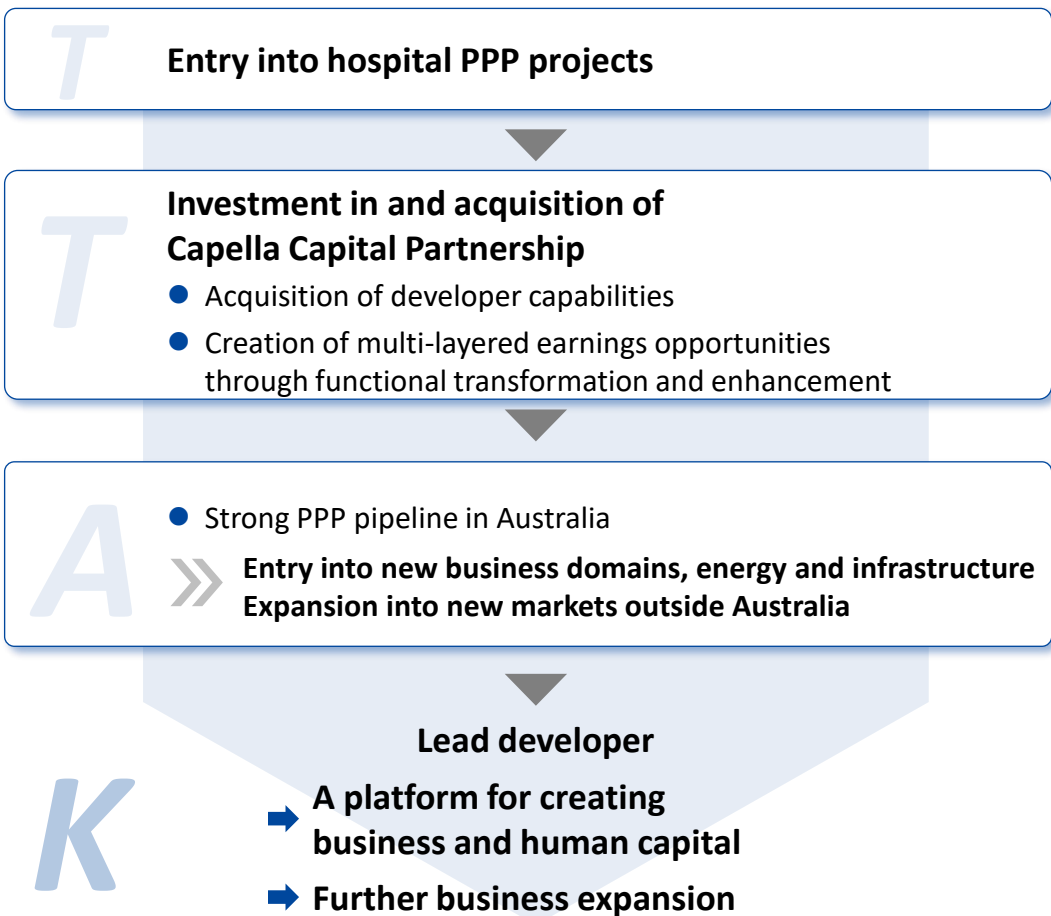 T
Entry into hospital PPP projects
T
Investment in and acquisition of
Capella Capital Partnership
Acquisition of developer capabilities
Creation of multi-layered earnings opportunities
through functional transformation and enhancement
A
Strong PPP pipeline in Australia
Entry into new business domains, energy and infrastructure
Expansion into new markets outside Australia
K
Lead developer
A platform for creating
business and human capital
Further business expansion